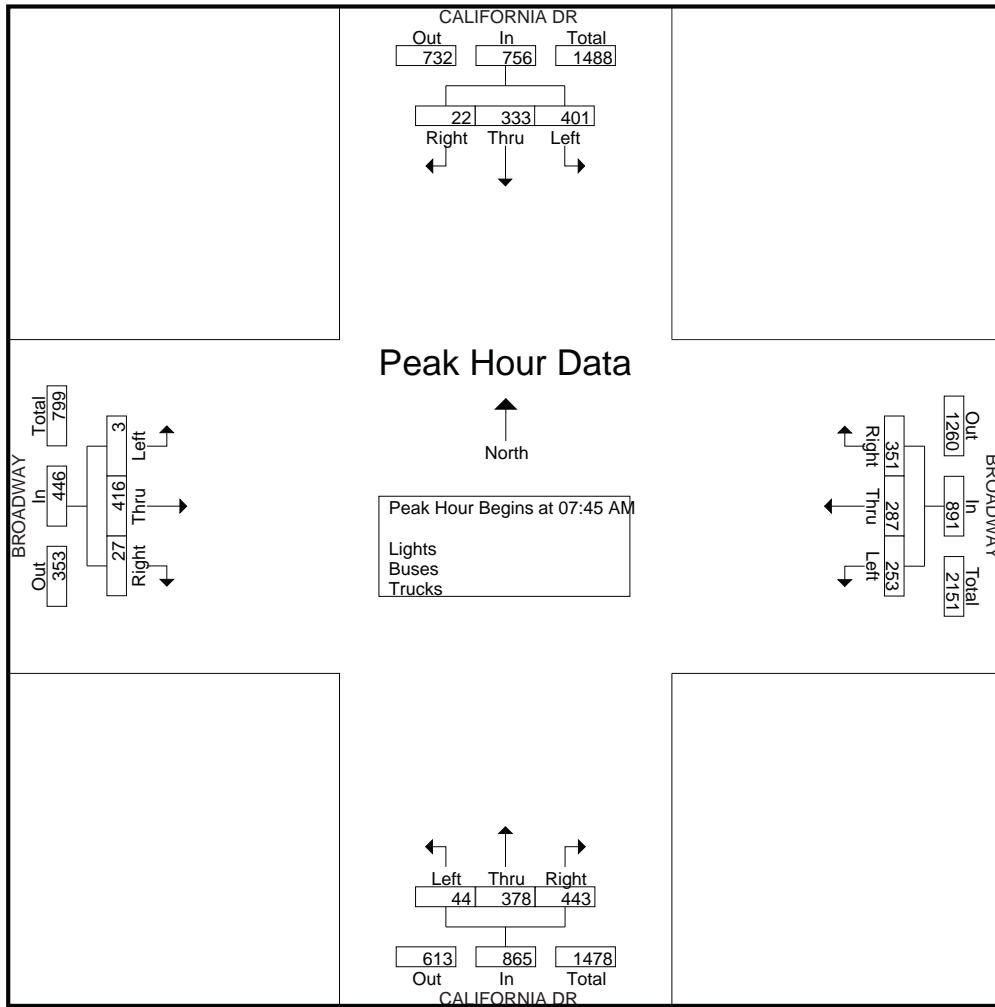 CALIFORNIA DR
Out In Total
732 756 1488
22 333 401
Right Thru Left
Peak Hour Data
North
Peak Hour Begins at 07:45 AM
Lights
Buses
Trucks
BROADWAY
Out In Total
353 446 799
3 416 27
Left Thru Right
BROADWAY
Out In Total
1260 891 2151
Right Thru Left
351 287 253
Left Thru Right
44 378 443
613 865 1478
Out In Total
CALIFORNIA DR